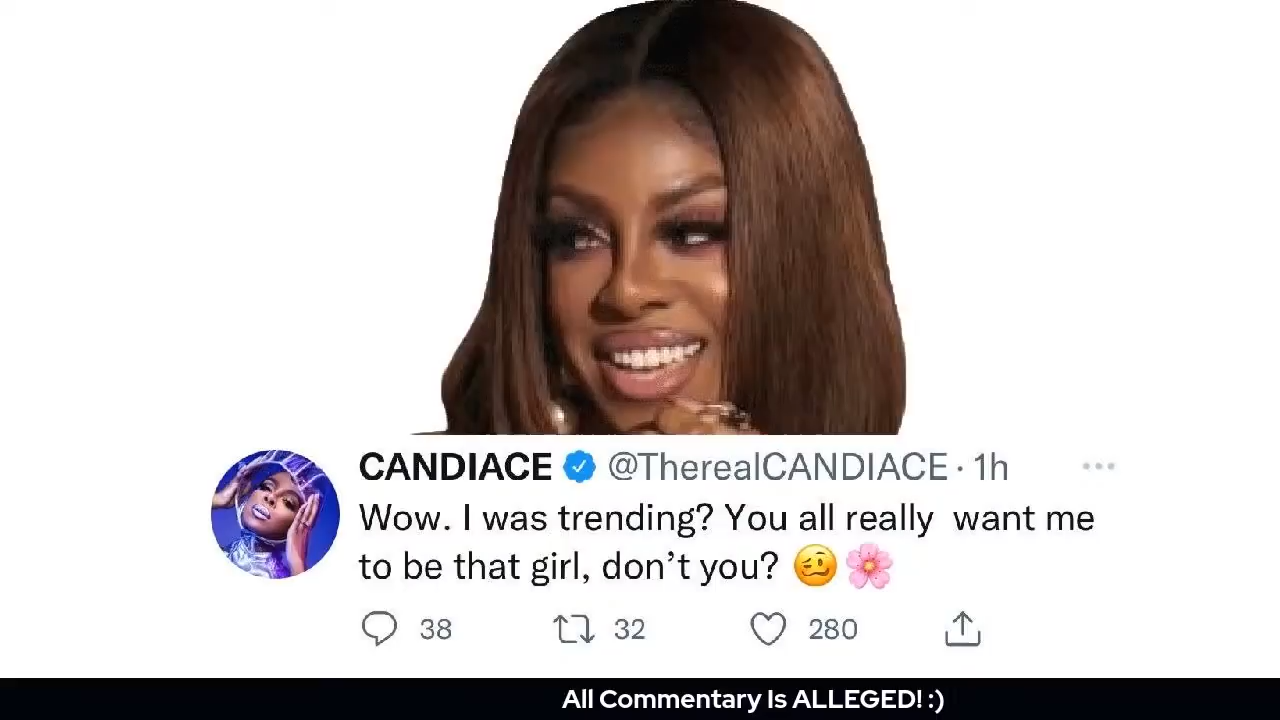 CANDIACE @TherealCANDIACE · 1h
Wow. I was trending? You all really  want me
to be that girl, don’t you? 🥴🌸
38 32 280
All Commentary Is ALLEGED! :)